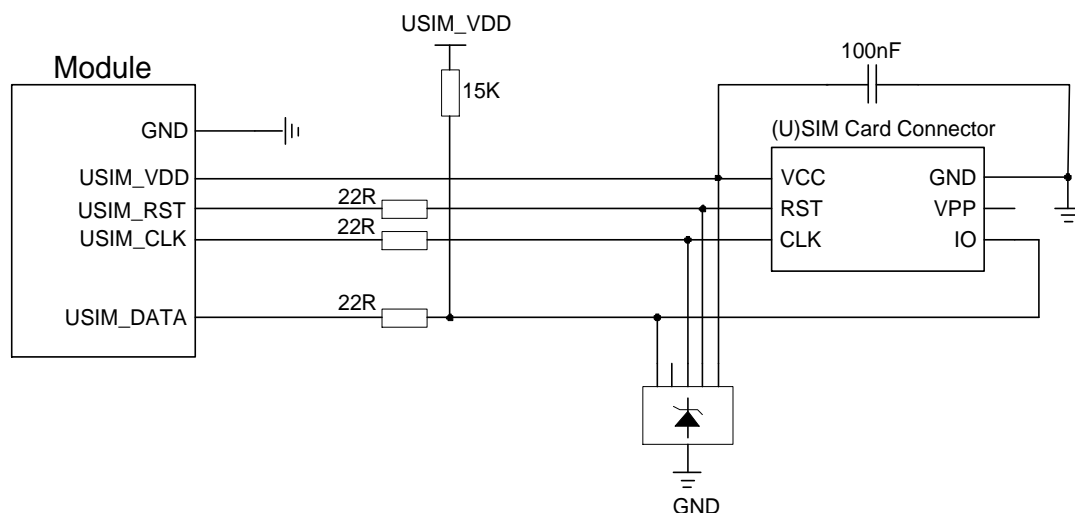 USIM_VDD
100nF
Module
15K
(U)SIM Card Connector
GND
USIM_VDD
VCC
GND
22R
USIM_RST
RST
VPP
22R
USIM_CLK
CLK
IO
22R
USIM_DATA
GND